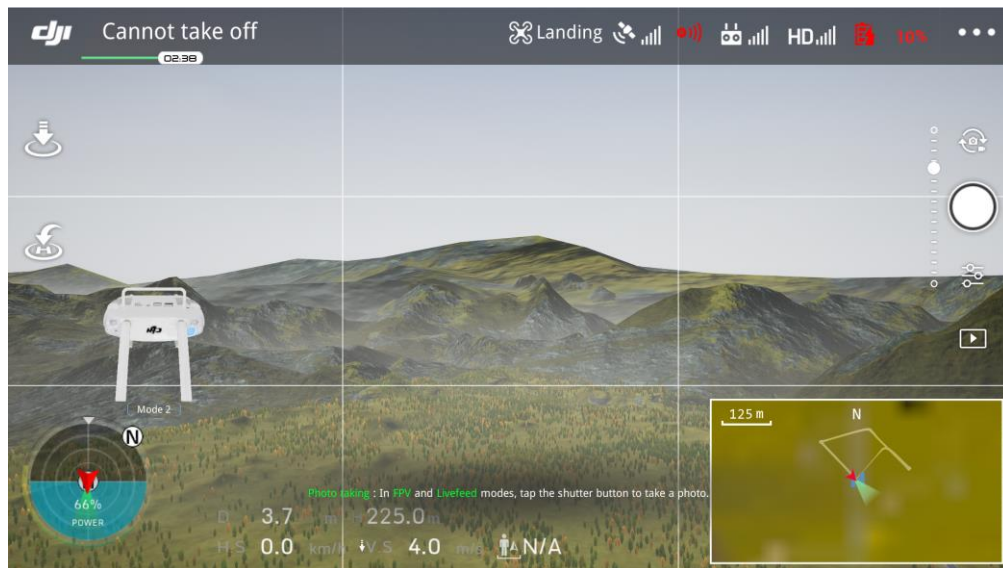 dji Cannot take off Landing HD 10%
02:38
dji
Mode 2
N
66%
POWER
125 m N
Photo taking : In FPV and Livefeed modes, tap the shutter button to take a photo.
D 3.7 m H 225.0 m
H.S 0.0 km/h V.S 4.0 m/s N/A